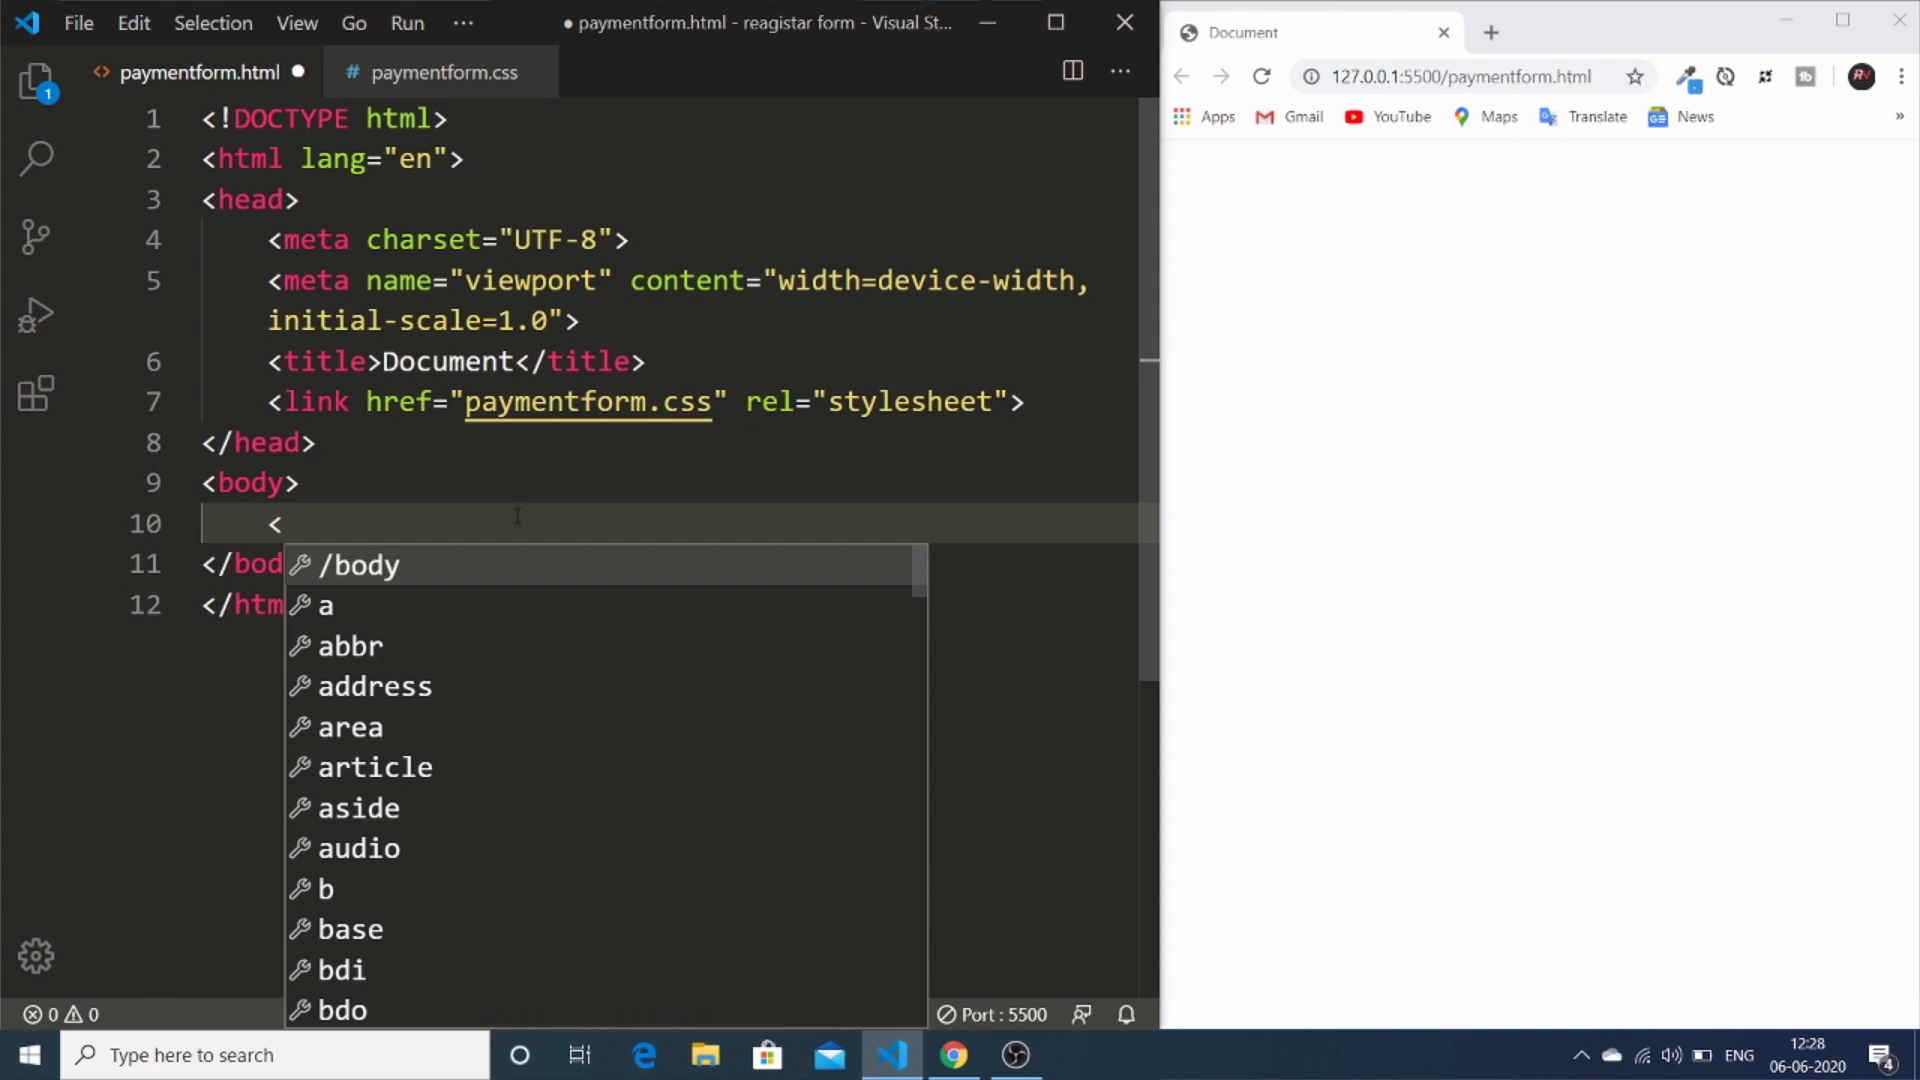 File Edit Selection View Go Run ··· ● paymentform.html - reagistar form - Visual St...
paymentform.html ● # paymentform.css
1 <!DOCTYPE html>
2 <html lang="en">
3 <head>
4 <meta charset="UTF-8">
5 <meta name="viewport" content="width=device-width,
initial-scale=1.0">
6 <title>Document</title>
7 <link href="paymentform.css" rel="stylesheet">
8 </head>
9 <body>
10 <
11 </bod
12 </htm
/body
a
abbr
address
area
article
aside
audio
b
base
bdi
bdo
1
0 0
Port : 5500
Document
127.0.0.1:5500/paymentform.html
Apps Gmail YouTube Maps Translate News »
Type here to search
ENG
12:28
06-06-2020
4